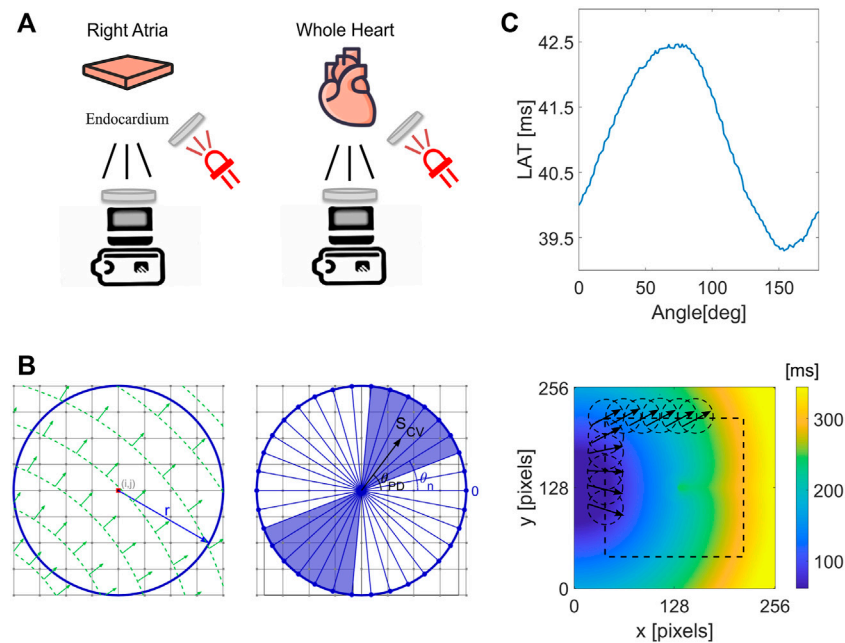 A
Right Atria
Whole Heart
Endocardium
C
42.5
41.5
40.5
39.5
LAT [ms]
0
50
100
150
Angle[deg]
B
(i,j)
r
S_CV
θ_PD
θ_n
0
[ms]
256
128
0
y [pixels]
0
128
256
x [pixels]
300
200
100